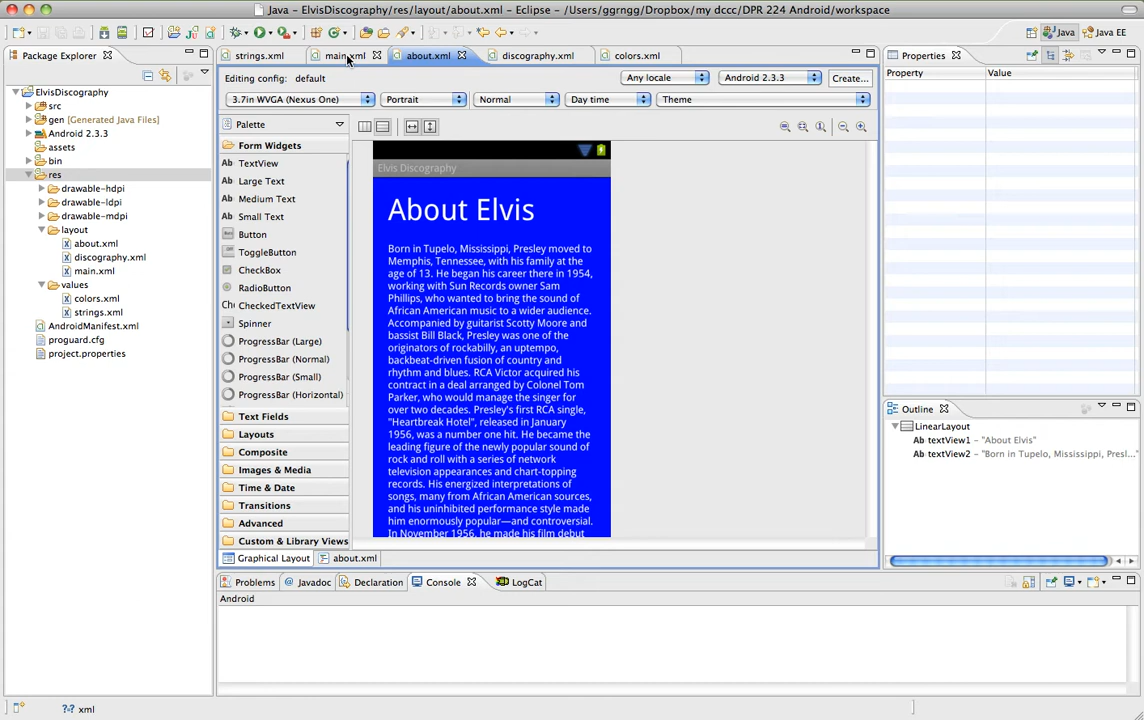 Java - ElvisDiscography/res/layout/about.xml - Eclipse - /Users/ggrngg/Dropbox/my dccc/DPR 224 Android/workspace
Java
Java EE
Package Explorer
strings.xml
main.xml
about.xml
discography.xml
colors.xml
Properties
Editing config: default
Any locale
Android 2.3.3
Create...
3.7in WVGA (Nexus One)
Portrait
Normal
Day time
Theme
Property
Value
ElvisDiscography
src
gen [Generated Java Files]
Android 2.3.3
assets
bin
res
drawable-hdpi
drawable-ldpi
drawable-mdpi
layout
about.xml
discography.xml
main.xml
values
colors.xml
strings.xml
AndroidManifest.xml
proguard.cfg
project.properties
Palette
Form Widgets
Ab TextView
Ab Large Text
Ab Medium Text
Ab Small Text
Button
ToggleButton
CheckBox
RadioButton
CheckedTextView
Spinner
ProgressBar (Large)
ProgressBar (Normal)
ProgressBar (Small)
ProgressBar (Horizontal)
Text Fields
Layouts
Composite
Images & Media
Time & Date
Transitions
Advanced
Custom & Library Views
Elvis Discography
About Elvis
Born in Tupelo, Mississippi, Presley moved to
Memphis, Tennessee, with his family at the
age of 13. He began his career there in 1954,
working with Sun Records owner Sam
Phillips, who wanted to bring the sound of
African American music to a wider audience.
Accompanied by guitarist Scotty Moore and
bassist Bill Black, Presley was one of the
originators of rockabilly, an uptempo,
backbeat-driven fusion of country and
rhythm and blues. RCA Victor acquired his
contract in a deal arranged by Colonel Tom
Parker, who would manage the singer for
over two decades. Presley's first RCA single,
"Heartbreak Hotel", released in January
1956, was a number one hit. He became the
leading figure of the newly popular sound of
rock and roll with a series of network
television appearances and chart-topping
records. His energized interpretations of
songs, many from African American sources,
and his uninhibited performance style made
him enormously popular—and controversial.
In November 1956, he made his film debut
Outline
LinearLayout
Ab textView1 - "About Elvis"
Ab textView2 - "Born in Tupelo, Mississippi, Presl..."
Graphical Layout
about.xml
Problems
Javadoc
Declaration
Console
LogCat
Android
xml